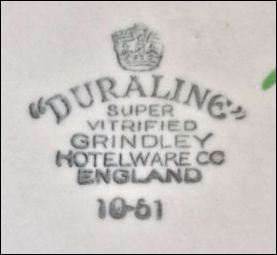 "DURALINE"
SUPER
VITRIFIED
GRINDLEY
HOTELWARE CO
ENGLAND
10-61